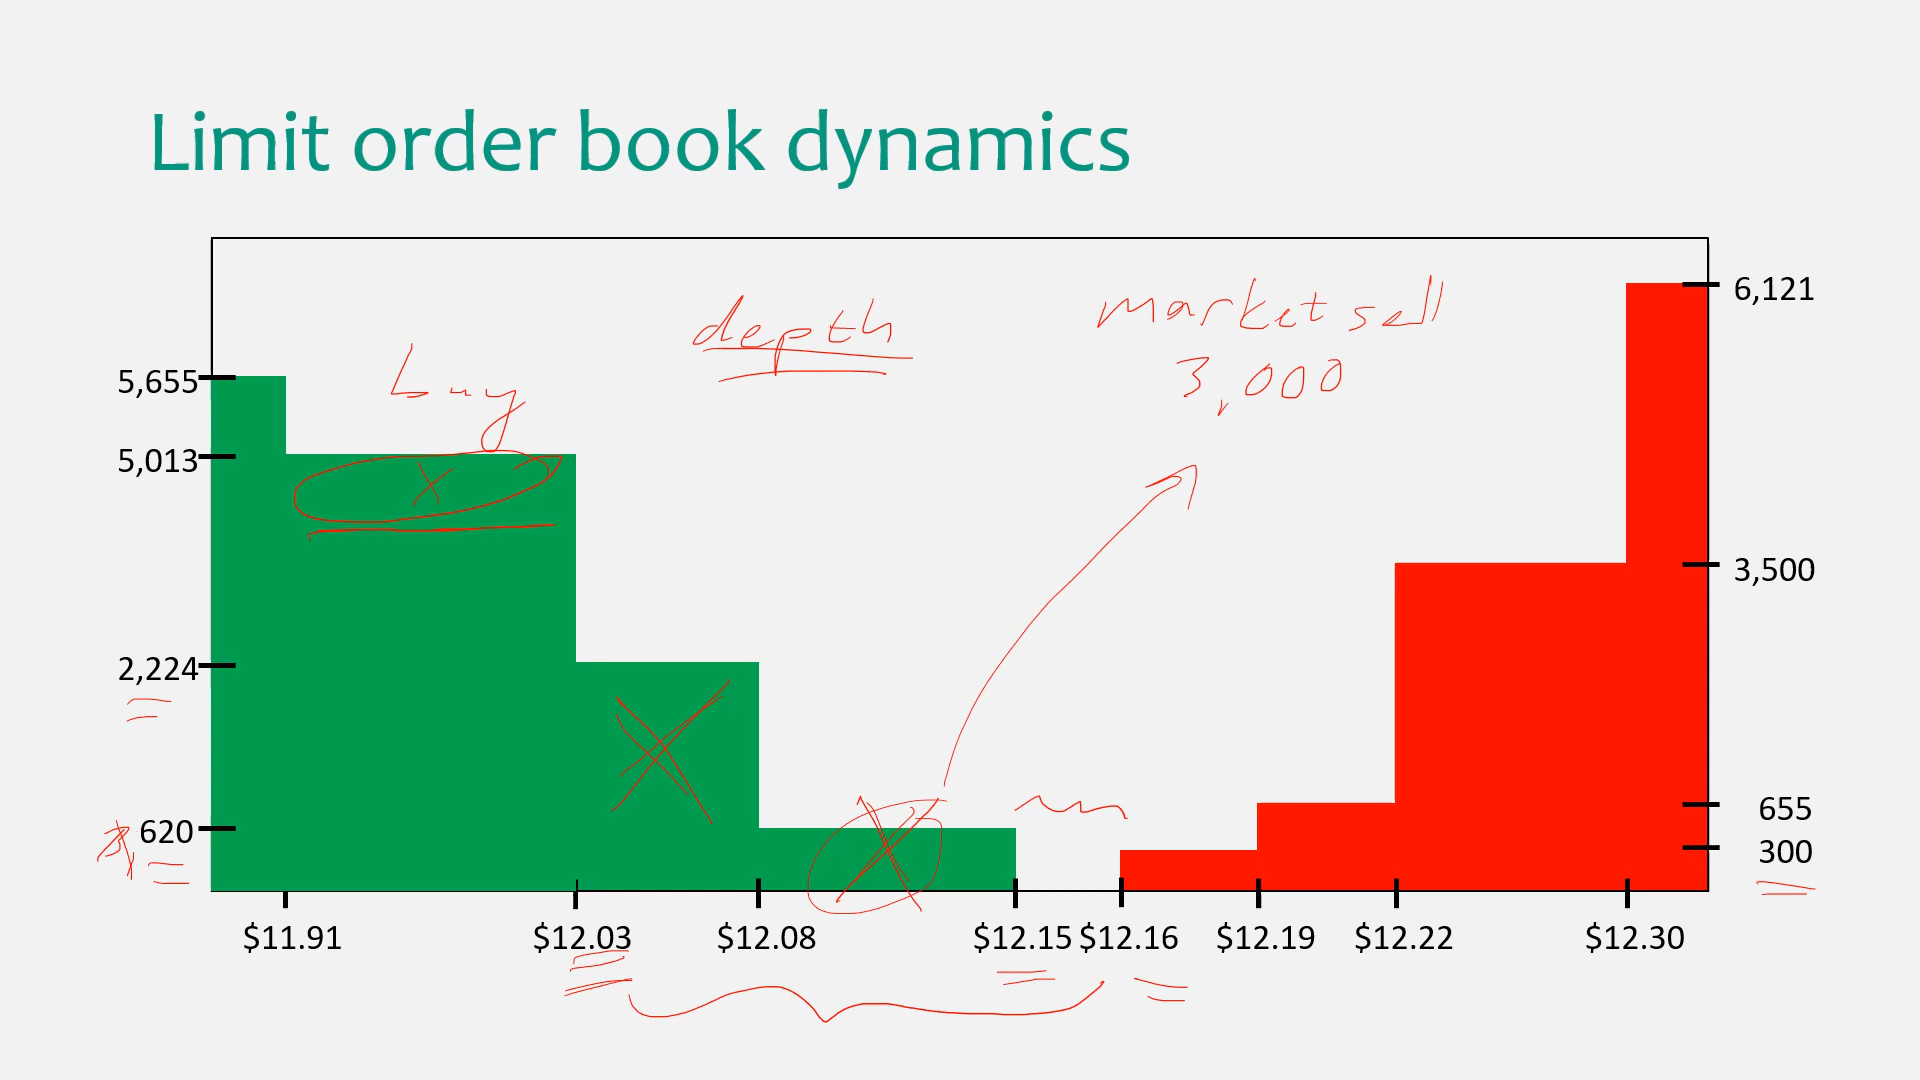 Limit order book dynamics
depth
market sell
3,000
buy
6,121
5,655
5,013
3,500
2,224
655
620
300
$11.91 $12.03 $12.08 $12.15 $12.16 $12.19 $12.22 $12.30